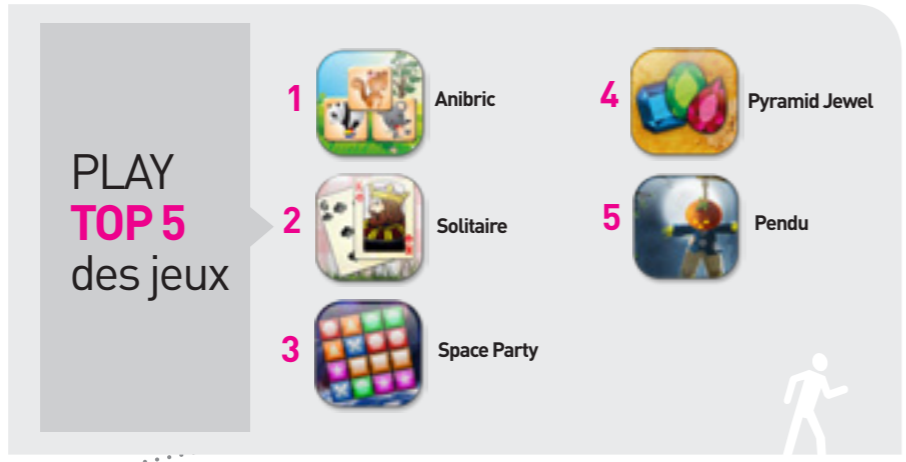 PLAY
TOP 5
des jeux
1 Anibric
2 Solitaire
3 Space Party
4 Pyramid Jewel
5 Pendu